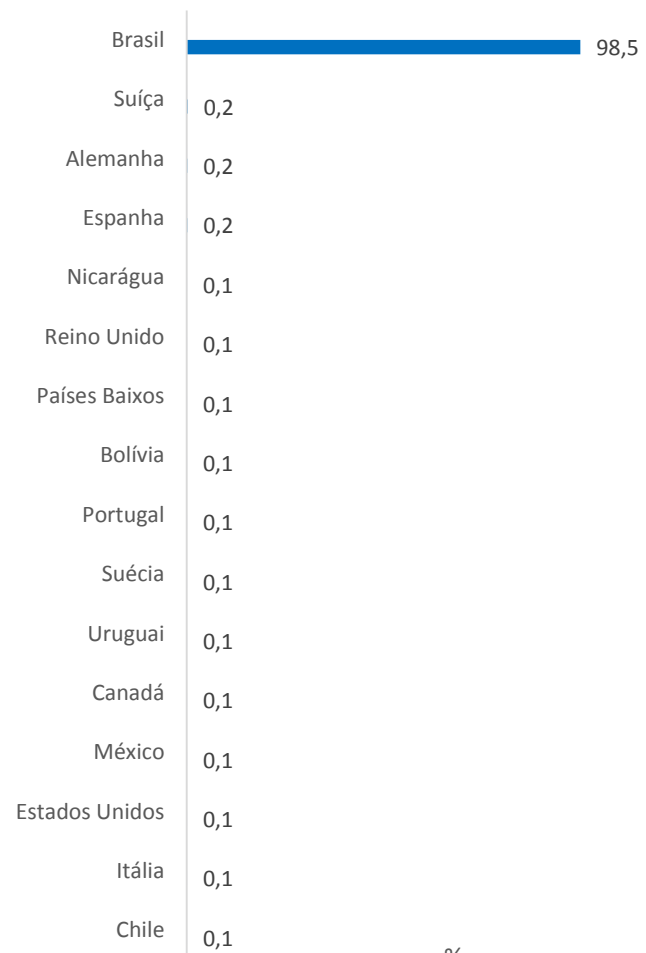 Brasil 98,5
Suíça 0,2
Alemanha 0,2
Espanha 0,2
Nicarágua 0,1
Reino Unido 0,1
Países Baixos 0,1
Bolívia 0,1
Portugal 0,1
Suécia 0,1
Uruguai 0,1
Canadá 0,1
México 0,1
Estados Unidos 0,1
Itália 0,1
Chile 0,1
%